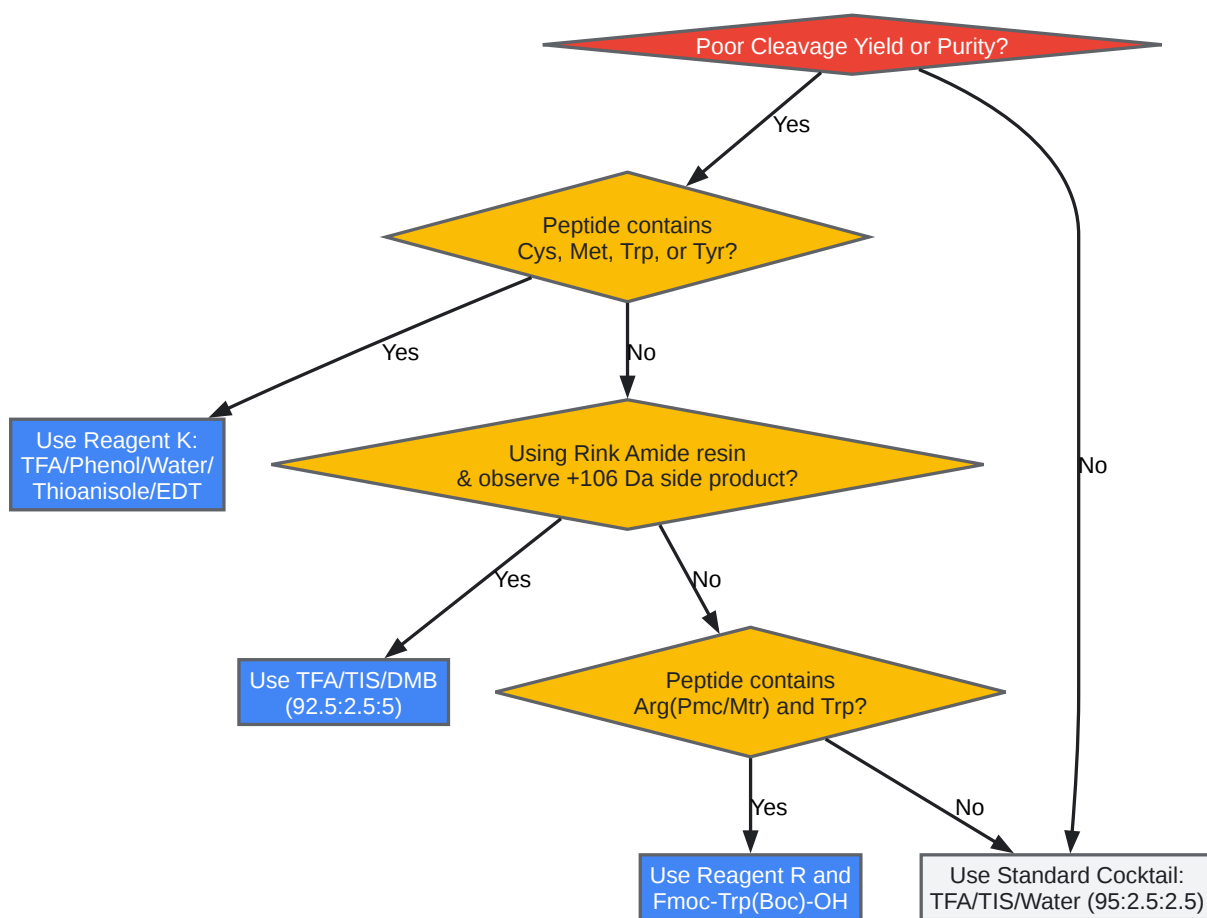 Poor Cleavage Yield or Purity?
Yes
Peptide contains
Cys, Met, Trp, or Tyr?
Yes
No
No
Use Reagent K:
TFA/Phenol/Water/
Thioanisole/EDT
Using Rink Amide resin
& observe +106 Da side product?
Yes
No
Use TFA/TIS/DMB
(92.5:2.5:5)
Peptide contains
Arg(Pmc/Mtr) and Trp?
Yes
No
Use Reagent R and
Fmoc-Trp(Boc)-OH
Use Standard Cocktail:
TFA/TIS/Water (95:2.5:2.5)